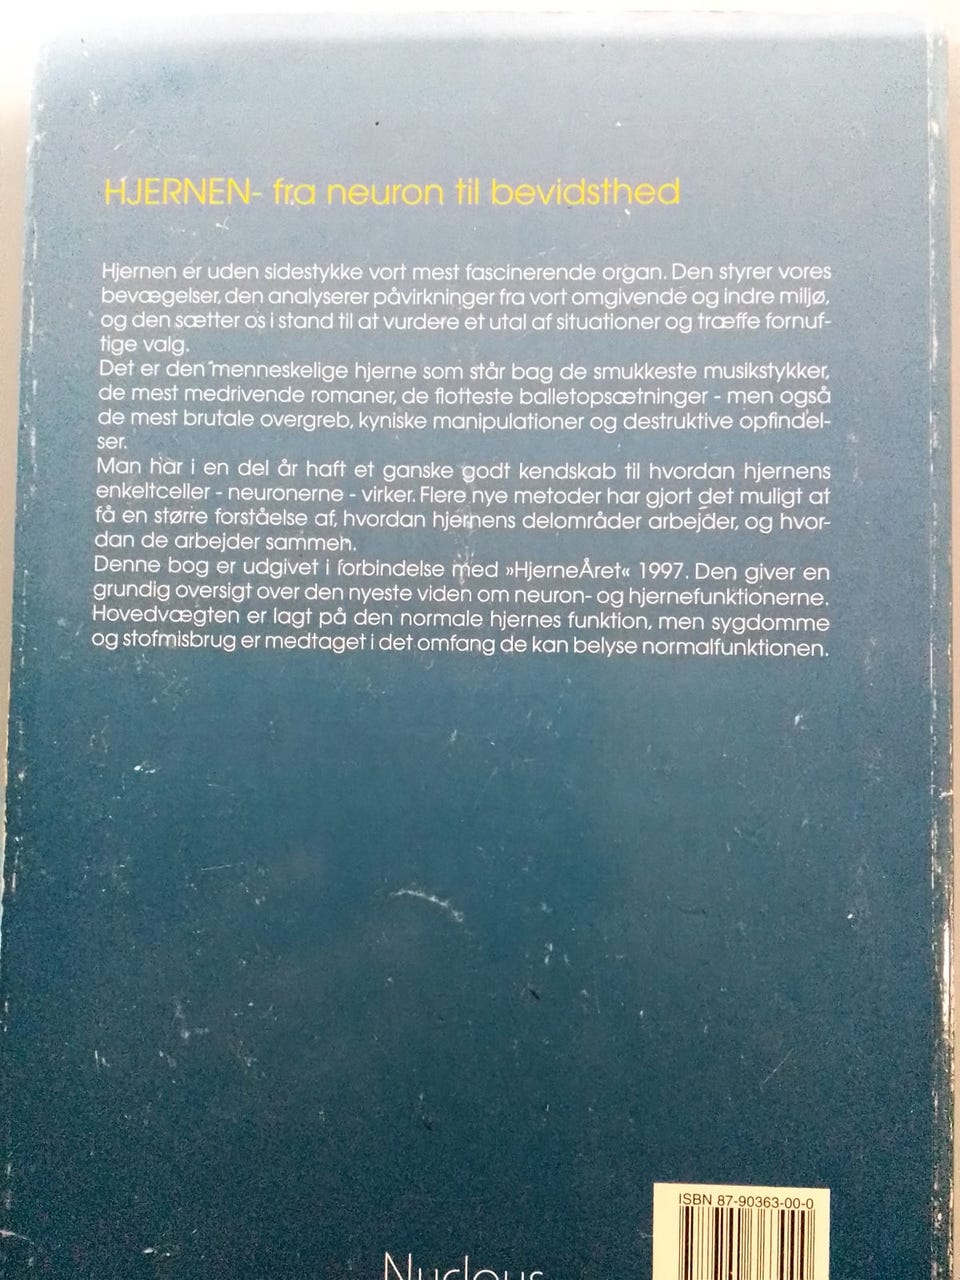 HJERNEN- fra neuron til bevidsthed
Hjernen er uden sidestykke vort mest fascinerende organ. Den styrer vores
bevægelser, den analyserer påvirkninger fra vort omgivende og indre miljø,
og den sætter os i stand til at vurdere et utal af situationer og træffe fornuf-
tige valg.
Det er den menneskelige hjerne som står bag de smukkeste musikstykker,
de mest medrivende romaner, de flotteste balletopsætninger - men også
de mest brutale overgreb, kyniske manipulationer og destruktive opfindel-
ser.
Man har i en del år haft et ganske godt kendskab til hvordan hjernens
enkeltceller - neuronerne - virker. Flere nye metoder har gjort det muligt at
få en større forståelse af, hvordan hjernens delområder arbejder, og hvor-
dan de arbejder sammen.
Denne bog er udgivet i forbindelse med »HjerneÅret« 1997. Den giver en
grundig oversigt over den nyeste viden om neuron- og hjernefunktionerne.
Hovedvægten er lagt på den normale hjernes funktion, men sygdomme
og stofmisbrug er medtaget i det omfang de kan belyse normalfunktionen.
ISBN 87-90363-00-0
Nucleus